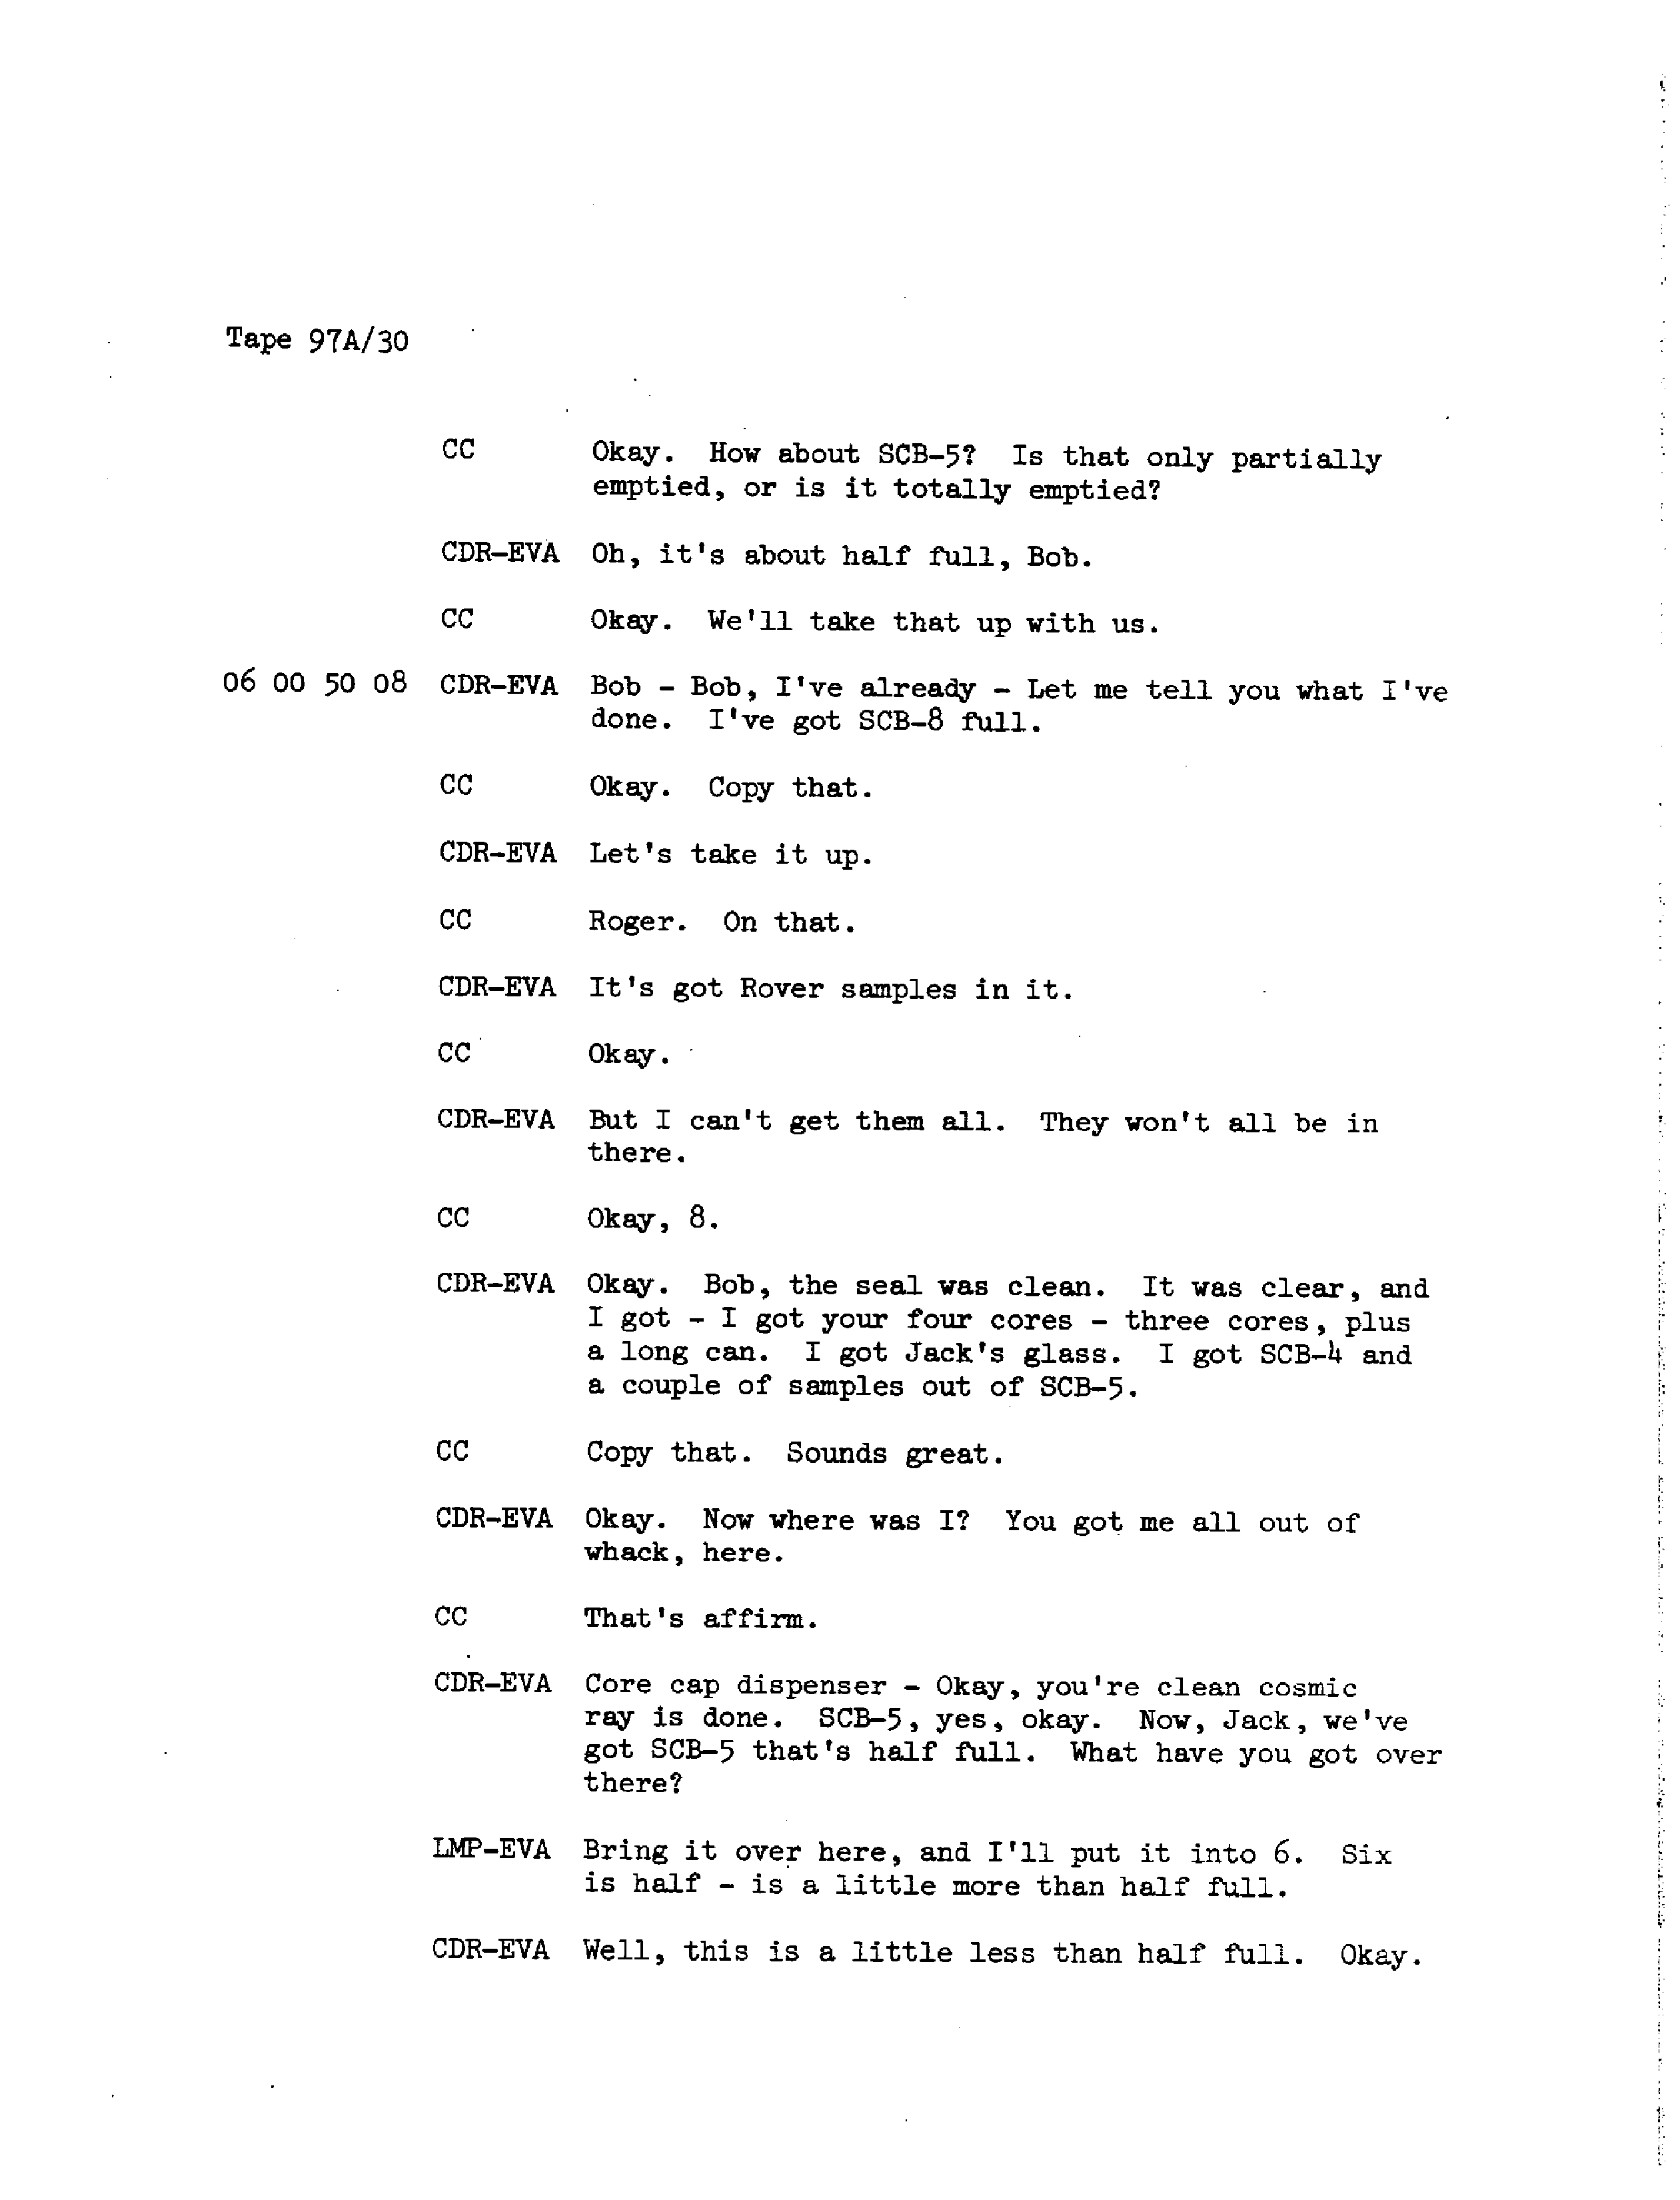 Tape 97A/30
CC Okay. How about SCB-5? Is that only partially
emptied, or is it totally emptied?
CDR-EVA Oh, it's about half full, Bob.
CC Okay. We'll take that up with us.
06 00 50 08 CDR-EVA Bob - Bob, I've already - Let me tell you what I've
done. I've got SCB-8 full.
CC Okay. Copy that.
CDR-EVA Let's take it up.
CC Roger. On that.
CDR-EVA It's got Rover samples in it.
CC Okay.
CDR-EVA But I can't get them all. They won't all be in
there.
CC Okay, 8.
CDR-EVA Okay. Bob, the seal was clean. It was clear, and
I got - I got your four cores - three cores, plus
a long can. I got Jack's glass. I got SCB-4 and
a couple of samples out of SCB-5.
CC Copy that. Sounds great.
CDR-EVA Okay. Now where was I? You got me all out of
whack, here.
CC That's affirm.
CDR-EVA Core cap dispenser - Okay, you're clean cosmic
ray is done. SCB-5, yes, okay. Now, Jack, we've
got SCB-5 that's half full. What have you got over
there?
LMP-EVA Bring it over here, and I'll put it into 6. Six
is half - is a little more than half full.
CDR-EVA Well, this is a little less than half full. Okay.